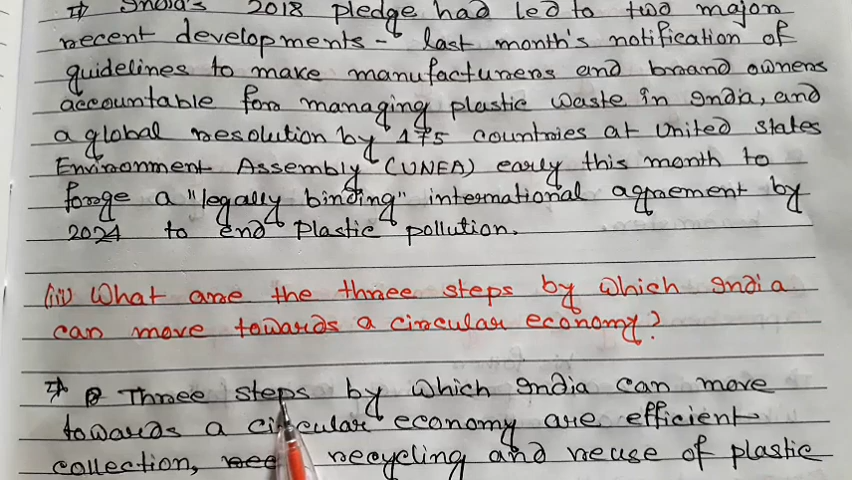 ⇒ India's 2018 pledge had led to two major
recent developments - last month's notification of
guidelines to make manufacturers and brand owners
accountable for managing plastic waste in India, and
a global resolution by 175 countries at United States
Environment Assembly (UNEA) early this month to
forge a "legally binding" international agreement by
2024 to end Plastic pollution.
(iv) What are the three steps by which India
can move towards a circular economy?
⇒ Three steps by which India can move
towards a circular economy are efficient
collection, recycling and reuse of plastic